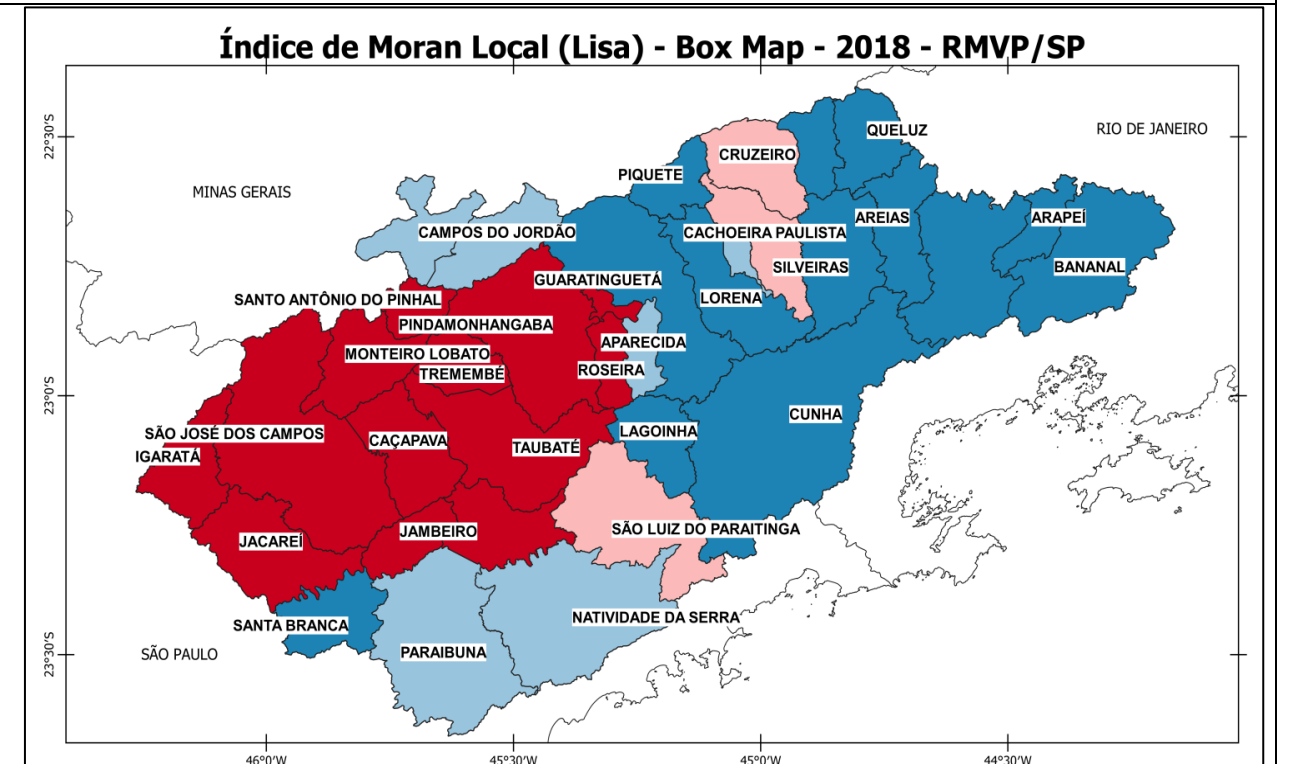 Índice de Moran Local (Lisa) - Box Map - 2018 - RMVP/SP
22°30'S
RIO DE JANEIRO
QUELUZ
CRUZEIRO
PIQUETE
MINAS GERAIS
AREIAS
ARAPEÍ
CAMPOS DO JORDÃO
CACHOEIRA PAULISTA
SILVEIRAS
BANANAL
GUARATINGUETÁ
SANTO ANTÔNIO DO PINHAL
LORENA
PINDAMONHANGABA
APARECIDA
MONTEIRO LOBATO
ROSEIRA
TREMEMBÉ
23°0'S
CUNHA
SÃO JOSÉ DOS CAMPOS
CAÇAPAVA
LAGOINHA
TAUBATÉ
IGARATÁ
SÃO LUIZ DO PARAITINGA
JAMBEIRO
JACAREÍ
NATIVIDADE DA SERRA
SANTA BRANCA
SÃO PAULO
PARAIBUNA
23°30'S
46°0'W
45°30'W
45°0'W
44°30'W